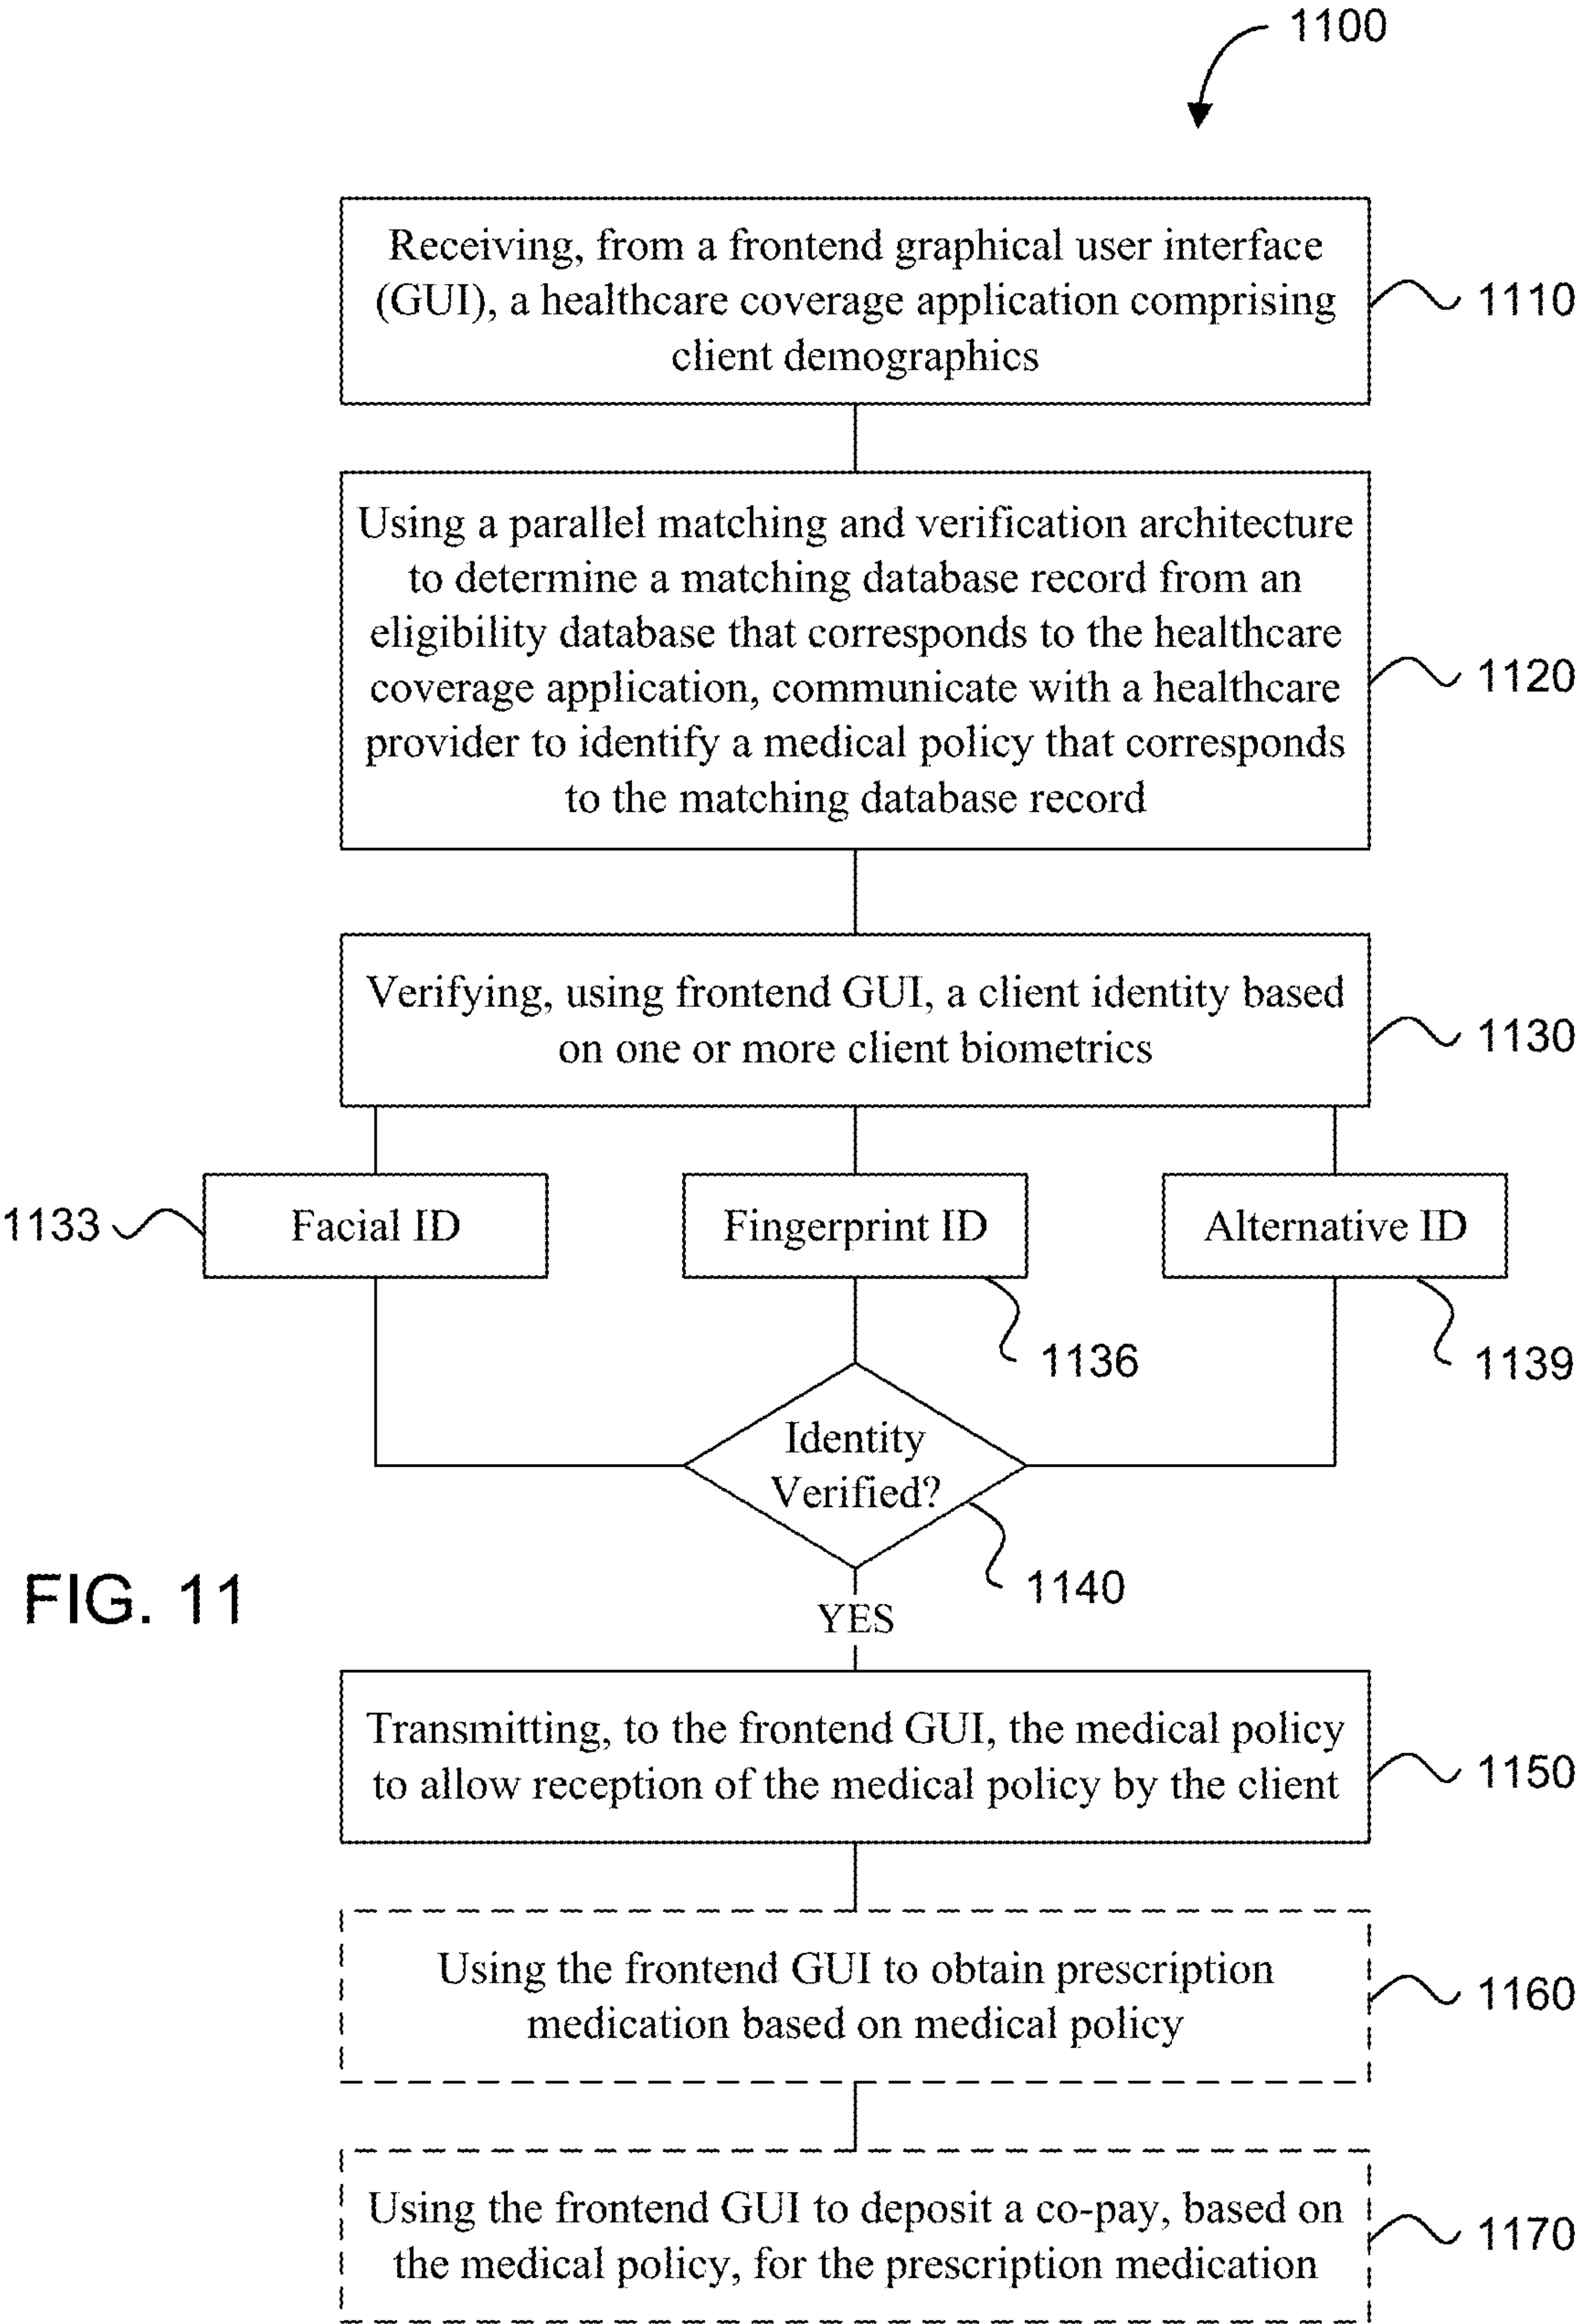 1100
Receiving, from a frontend graphical user interface
(GUI), a healthcare coverage application comprising
client demographics
1110
Using a parallel matching and verification architecture
to determine a matching database record from an
eligibility database that corresponds to the healthcare
coverage application, communicate with a healthcare
provider to identify a medical policy that corresponds
to the matching database record
1120
Verifying, using frontend GUI, a client identity based
on one or more client biometrics
1130
1133
Facial ID
Fingerprint ID
Alternative ID
1136
1139
Identity
Verified?
1140
FIG. 11
YES
Transmitting, to the frontend GUI, the medical policy
to allow reception of the medical policy by the client
1150
Using the frontend GUI to obtain prescription
medication based on medical policy
1160
Using the frontend GUI to deposit a co-pay, based on
the medical policy, for the prescription medication
1170